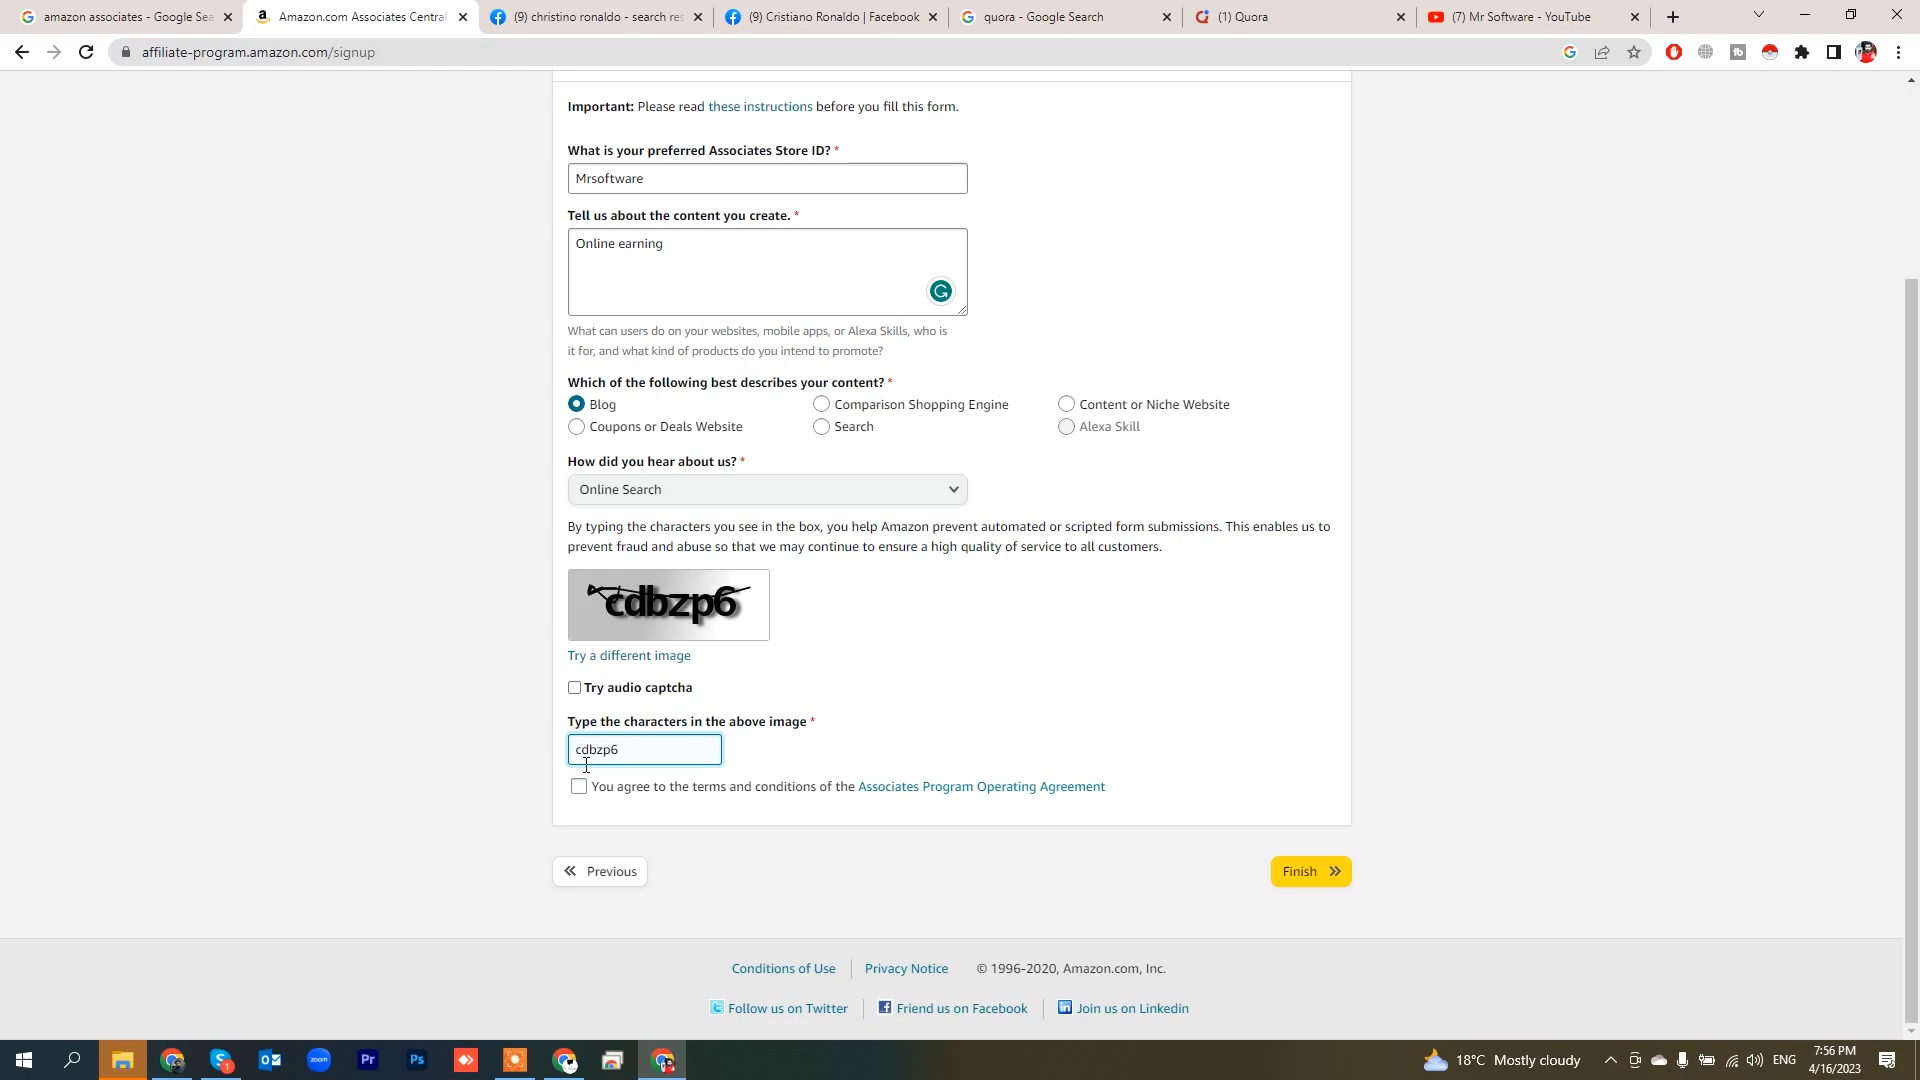 amazon associates - Google Sea
Amazon.com Associates Central
(9) christino ronaldo - search res
(9) Cristiano Ronaldo | Facebook
quora - Google Search
(1) Quora
(7) Mr Software - YouTube
affiliate-program.amazon.com/signup
Important: Please read these instructions before you fill this form.
What is your preferred Associates Store ID? *
Mrsoftware
Tell us about the content you create. *
Online earning
What can users do on your websites, mobile apps, or Alexa Skills, who is
it for, and what kind of products do you intend to promote?
Which of the following best describes your content? *
Blog Comparison Shopping Engine Content or Niche Website
Coupons or Deals Website Search Alexa Skill
How did you hear about us? *
Online Search
By typing the characters you see in the box, you help Amazon prevent automated or scripted form submissions. This enables us to
prevent fraud and abuse so that we may continue to ensure a high quality of service to all customers.
cdbzp6
Try a different image
Try audio captcha
Type the characters in the above image *
cdbzp6
You agree to the terms and conditions of the Associates Program Operating Agreement
Previous
Finish
Conditions of Use Privacy Notice © 1996-2020, Amazon.com, Inc.
Follow us on Twitter Friend us on Facebook Join us on Linkedin
zoom Pr Ps 18°C Mostly cloudy ENG
7:56 PM
4/16/2023